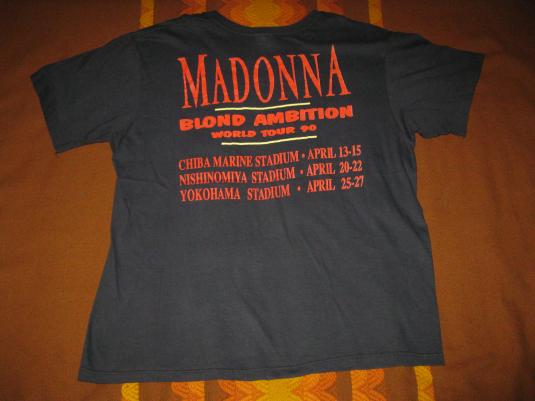 MADONNA
BLOND AMBITION
WORLD TOUR 90
CHIBA MARINE STADIUM • APRIL 13-15
NISHINOMIYA STADIUM • APRIL 20-22
YOKOHAMA STADIUM • APRIL 25-27